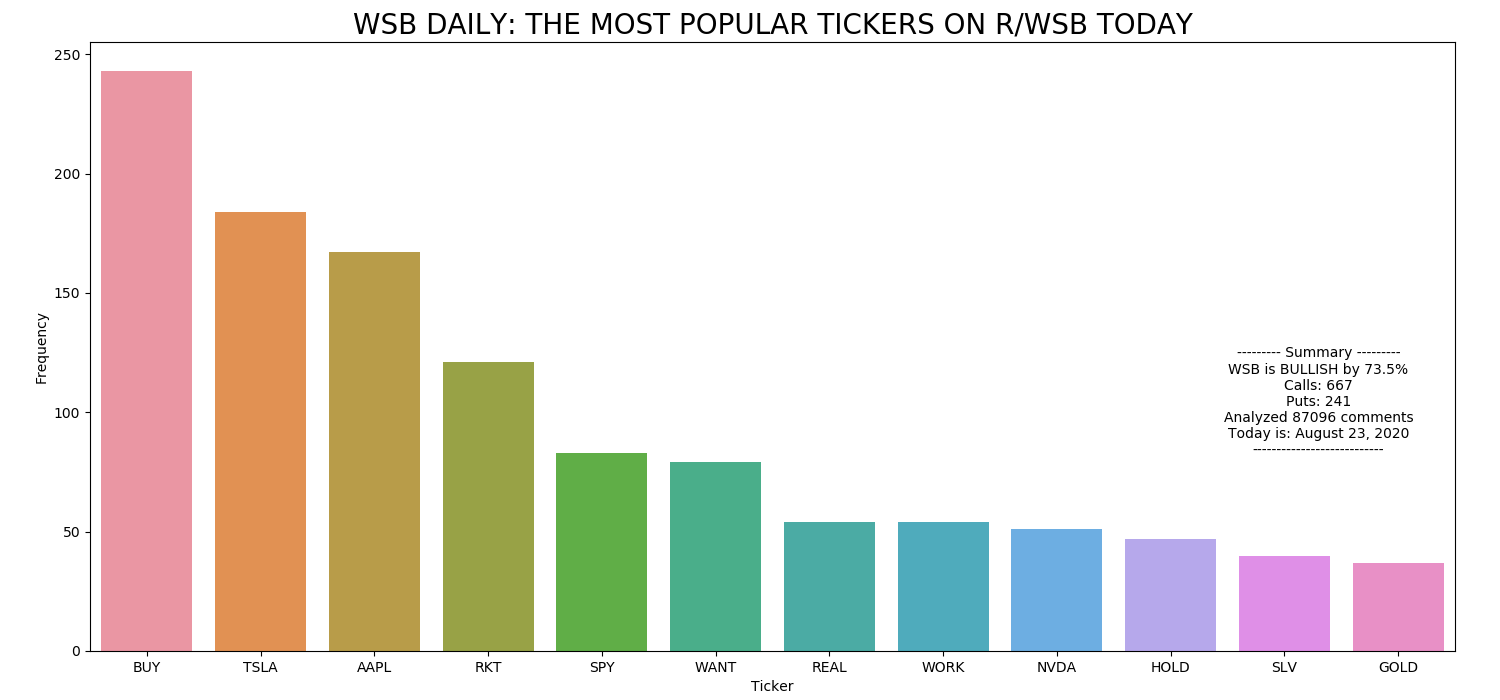 WSB DAILY: THE MOST POPULAR TICKERS ON R/WSB TODAY
250
200
150
100
50
0
Frequency
--------- Summary ---------
WSB is BULLISH by 73.5%
Calls: 667
Puts: 241
Analyzed 87096 comments
Today is: August 23, 2020
---------------------------
BUY TSLA AAPL RKT SPY WANT REAL WORK NVDA HOLD SLV GOLD
Ticker